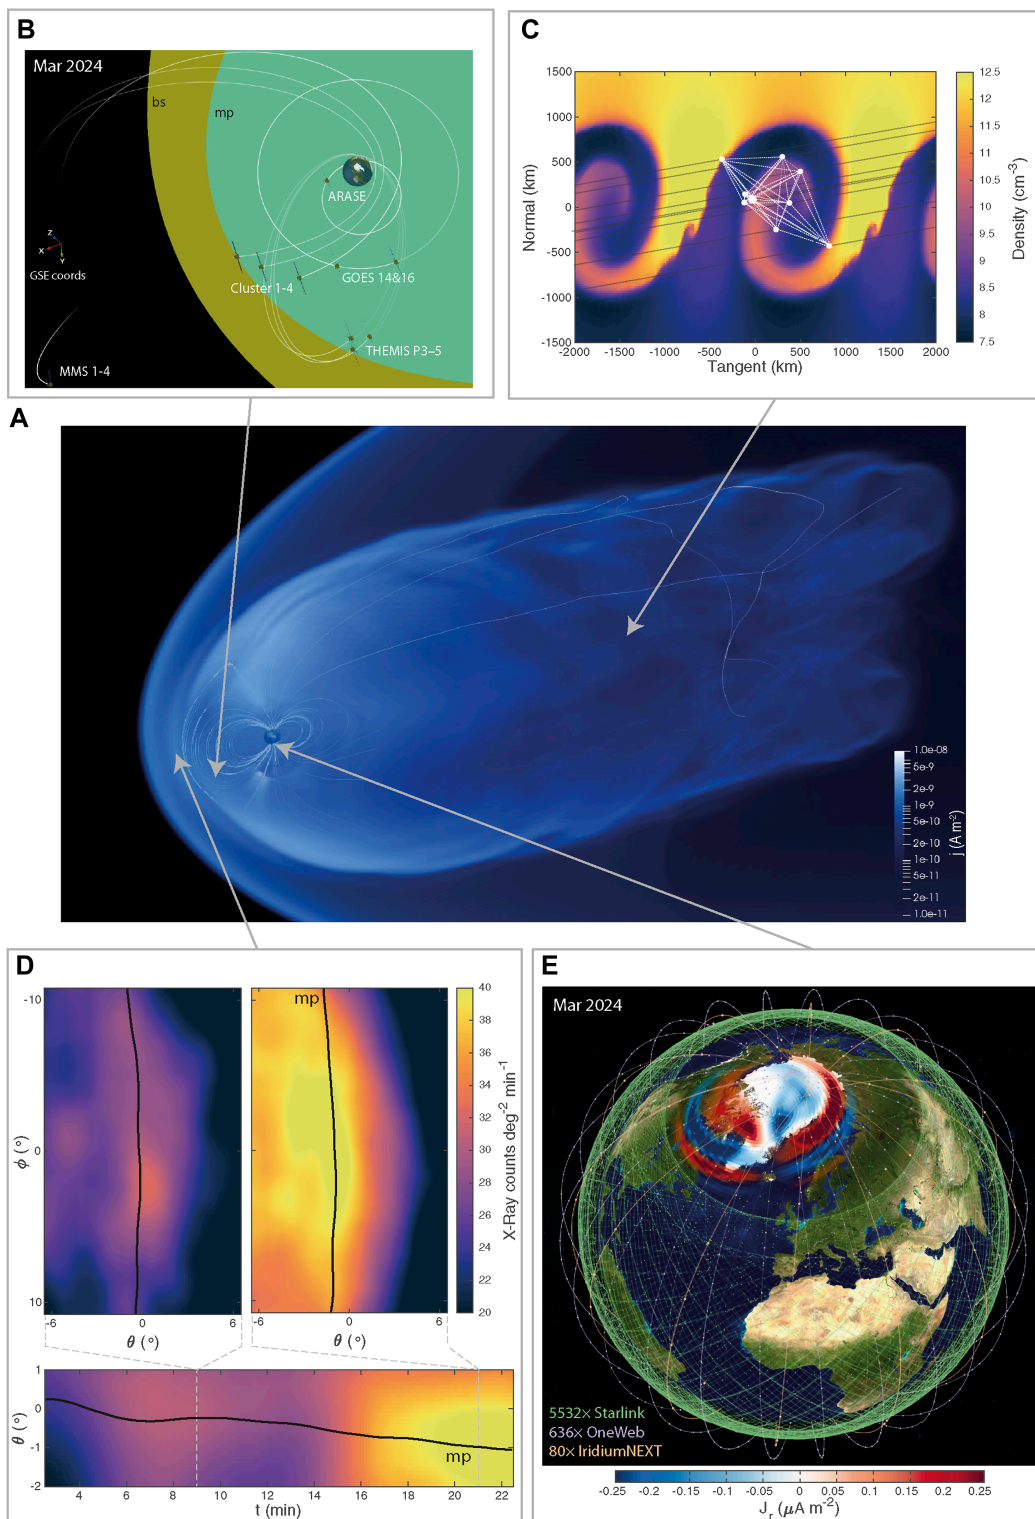 B
Mar 2024
bs
mp
ARASE
Z
X
Y
GSE coords
Cluster 1-4
GOES 14&16
THEMIS P3–5
MMS 1-4
C
1500
1000
500
0
-500
-1000
-1500
Normal (km)
-2000 -1500 -1000 -500 0 500 1000 1500 2000
Tangent (km)
12.5
12
11.5
11
10.5
10
9.5
9
8.5
8
7.5
Density (cm-3)
A
1.0e-08
5e-9
2e-9
1e-9
5e-10
2e-10
1e-10
5e-11
2e-11
1.0e-11
j (A m-2)
D
-10
0
10
ϕ (°)
mp
-6 0 6
θ (°)
-6 0 6
θ (°)
40
38
36
34
32
30
28
26
24
22
20
X-Ray counts deg-2 min-1
1
0
-1
-2
θ (°)
mp
4 6 8 10 12 14 16 18 20 22
t (min)
E
Mar 2024
5532× Starlink
636× OneWeb
80× IridiumNEXT
-0.25 -0.2 -0.15 -0.1 -0.05 0 0.05 0.1 0.15 0.2 0.25
Jr (μA m-2)